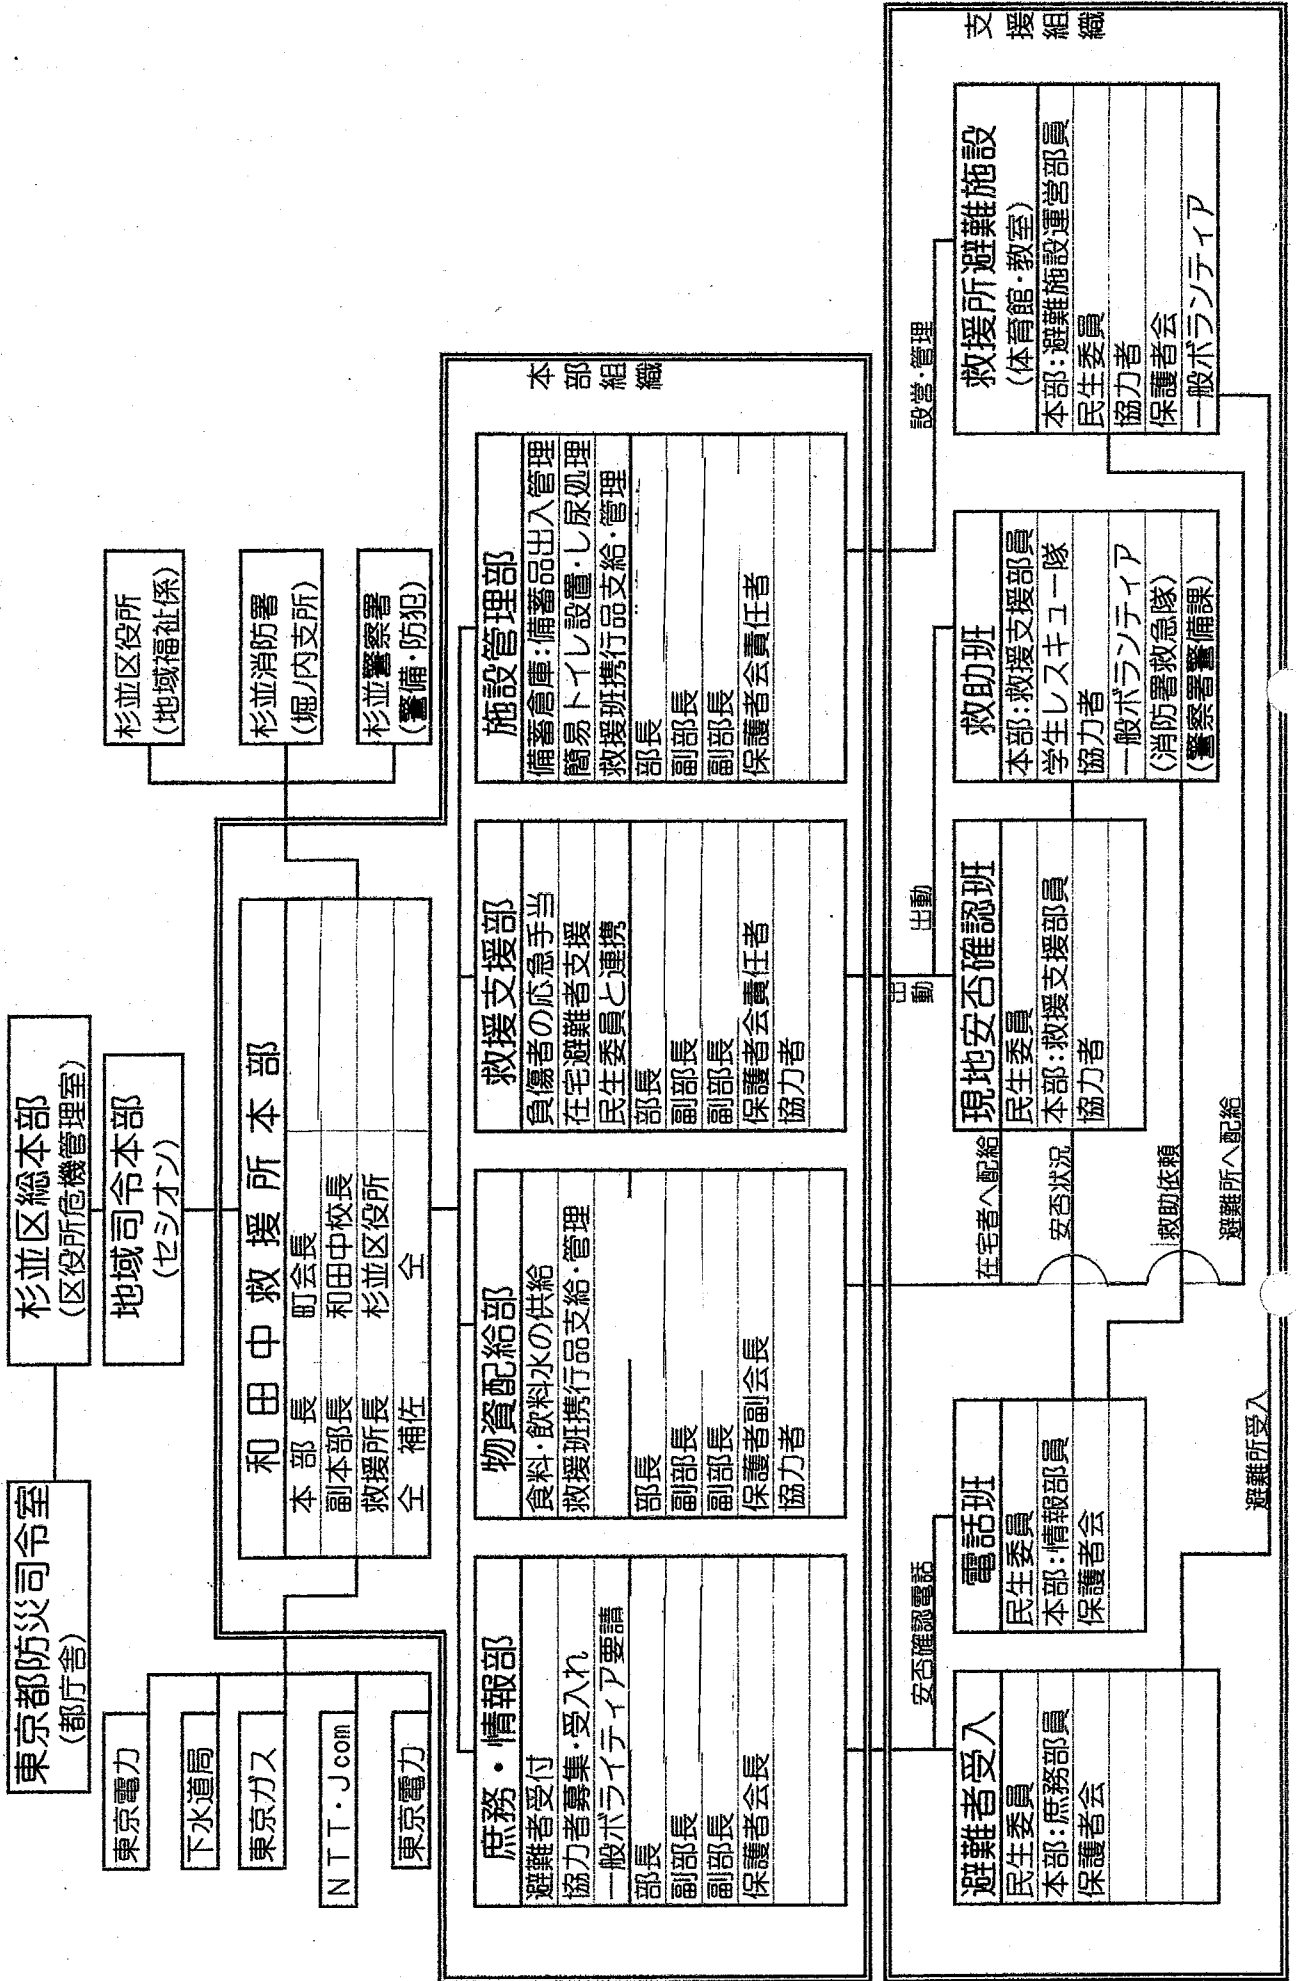 東京都防災司令室
(都庁舎)
杉並区総本部
(区役所危機管理室)
地域司令本部
(セシオン)
東京電力
下水道局
東京ガス
NTT・Jcom
東京電力
杉並区役所
(地域福祉係)
杉並消防署
(堀ノ内支所)
杉並警察署
(警備・防犯)
和田中救援所本部
本部長 町会長
副本部長 和田中校長
救援所長 杉並区役所
仝 補佐 仝
本部組織
庶務・情報部
避難者受付
協力者募集・受入れ
一般ボライティア要請
部長
副部長
副部長
保護者会長
物資配給部
食料・飲料水の供給
救援班携行品支給・管理
部長
副部長
副部長
保護者副会長
協力者
救援支援部
負傷者の応急手当
在宅避難者支援
民生委員と連携
部長
副部長
副部長
保護者会責任者
協力者
施設管理部
備蓄倉庫:備蓄品出入管理
簡易トイレ設置・し尿処理
救援班携行品支給・管理
部長
副部長
副部長
保護者会責任者
支援組織
安否確認電話
出動
出動
設営・管理
避難者受入
民生委員
本部:庶務部員
保護者会
電話班
民生委員
本部:情報部員
保護者会
現地安否確認班
民生委員
本部:救援支援部員
協力者
救助班
本部:救援支援部員
学生レスキュー隊
協力者
一般ボランティア
(消防署救急隊)
(警察署警備課)
救援所避難施設
(体育館・教室)
本部:避難施設運営部員
民生委員
協力者
保護者会
一般ボランティア
在宅者へ配給
安否状況
救助依頼
避難所へ配給
避難所受入